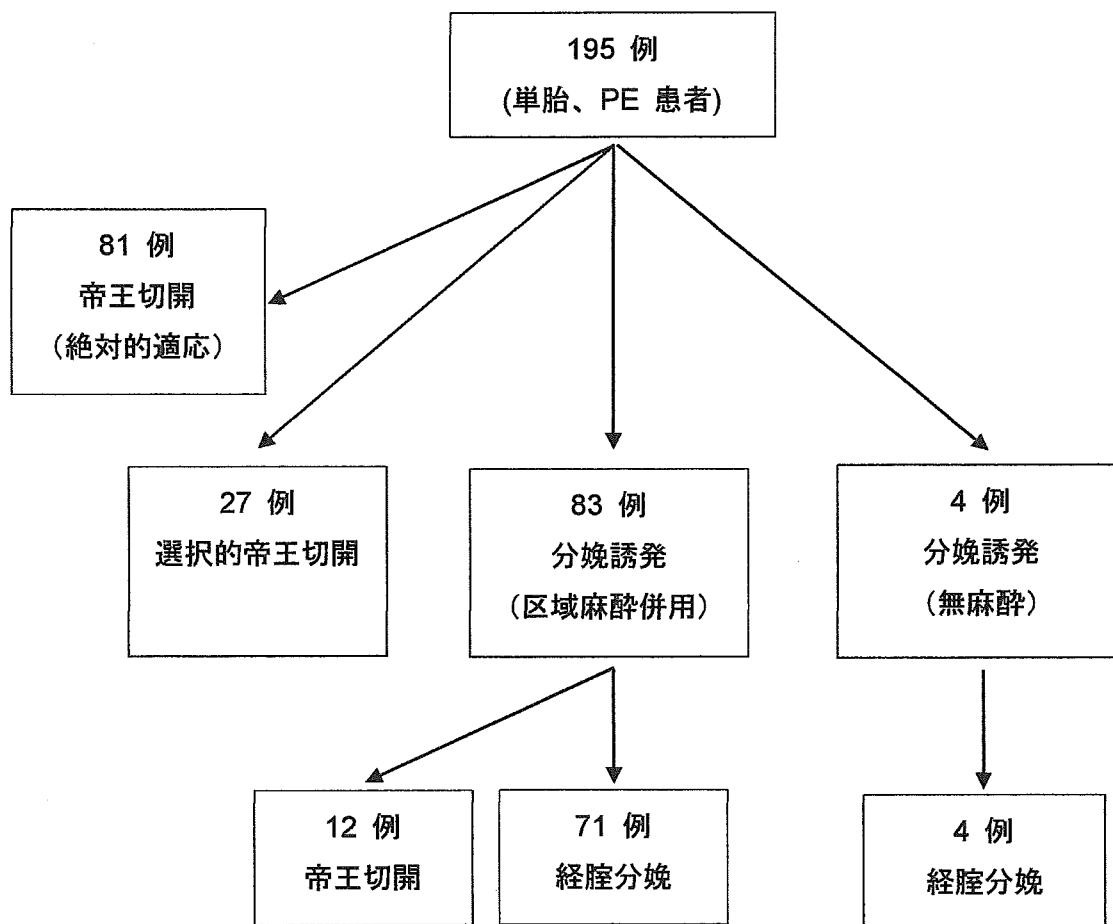 195 例
(単胎、PE 患者)
81 例
帝王切開
（絶対的適応）
27 例
選択的帝王切開
83 例
分娩誘発
（区域麻酔併用）
4 例
分娩誘発
（無麻酔）
12 例
帝王切開
71 例
経腟分娩
4 例
経腟分娩